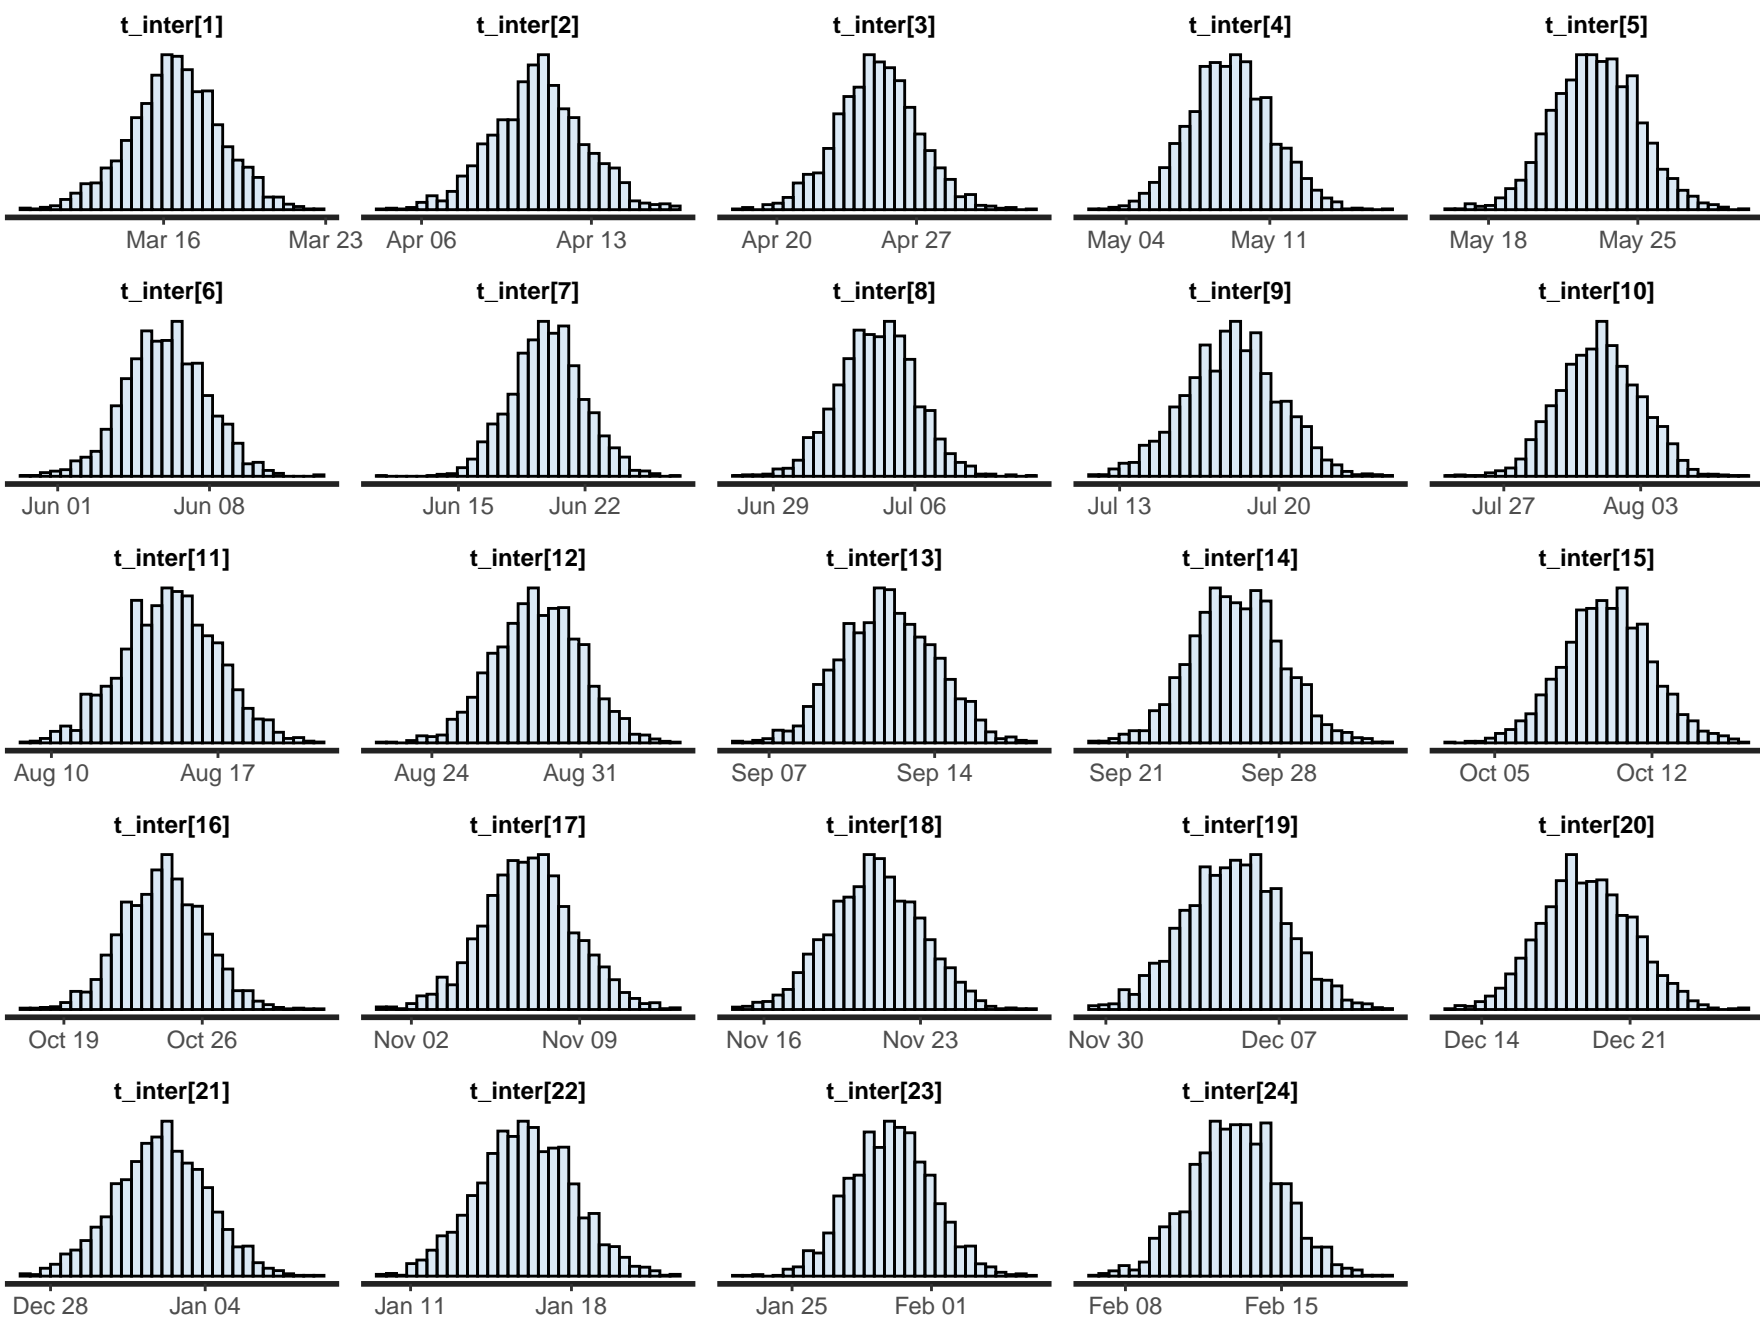 t_inter[1] t_inter[2] t_inter[3] t_inter[4] t_inter[5]
Mar 16 Mar 23 Apr 06 Apr 13 Apr 20 Apr 27 May 04 May 11 May 18 May 25
t_inter[6] t_inter[7] t_inter[8] t_inter[9] t_inter[10]
Jun 01 Jun 08 Jun 15 Jun 22 Jun 29 Jul 06 Jul 13 Jul 20 Jul 27 Aug 03
t_inter[11] t_inter[12] t_inter[13] t_inter[14] t_inter[15]
Aug 10 Aug 17 Aug 24 Aug 31 Sep 07 Sep 14 Sep 21 Sep 28 Oct 05 Oct 12
t_inter[16] t_inter[17] t_inter[18] t_inter[19] t_inter[20]
Oct 19 Oct 26 Nov 02 Nov 09 Nov 16 Nov 23 Nov 30 Dec 07 Dec 14 Dec 21
t_inter[21] t_inter[22] t_inter[23] t_inter[24]
Dec 28 Jan 04 Jan 11 Jan 18 Jan 25 Feb 01 Feb 08 Feb 15